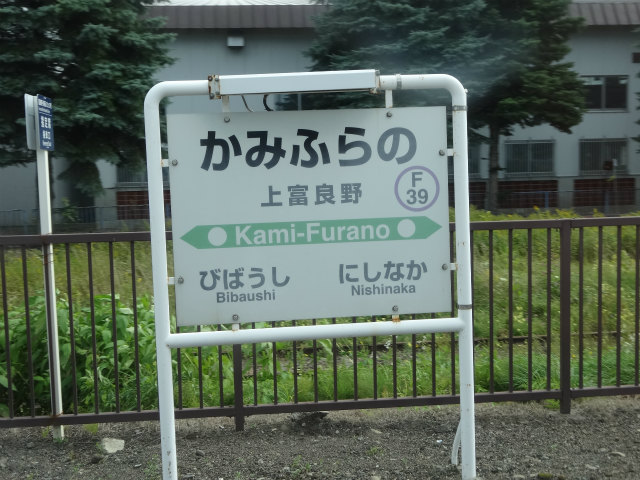 かみふらの
上富良野
F
39
Kami-Furano
びばうし にしなか
Bibaushi Nishinaka